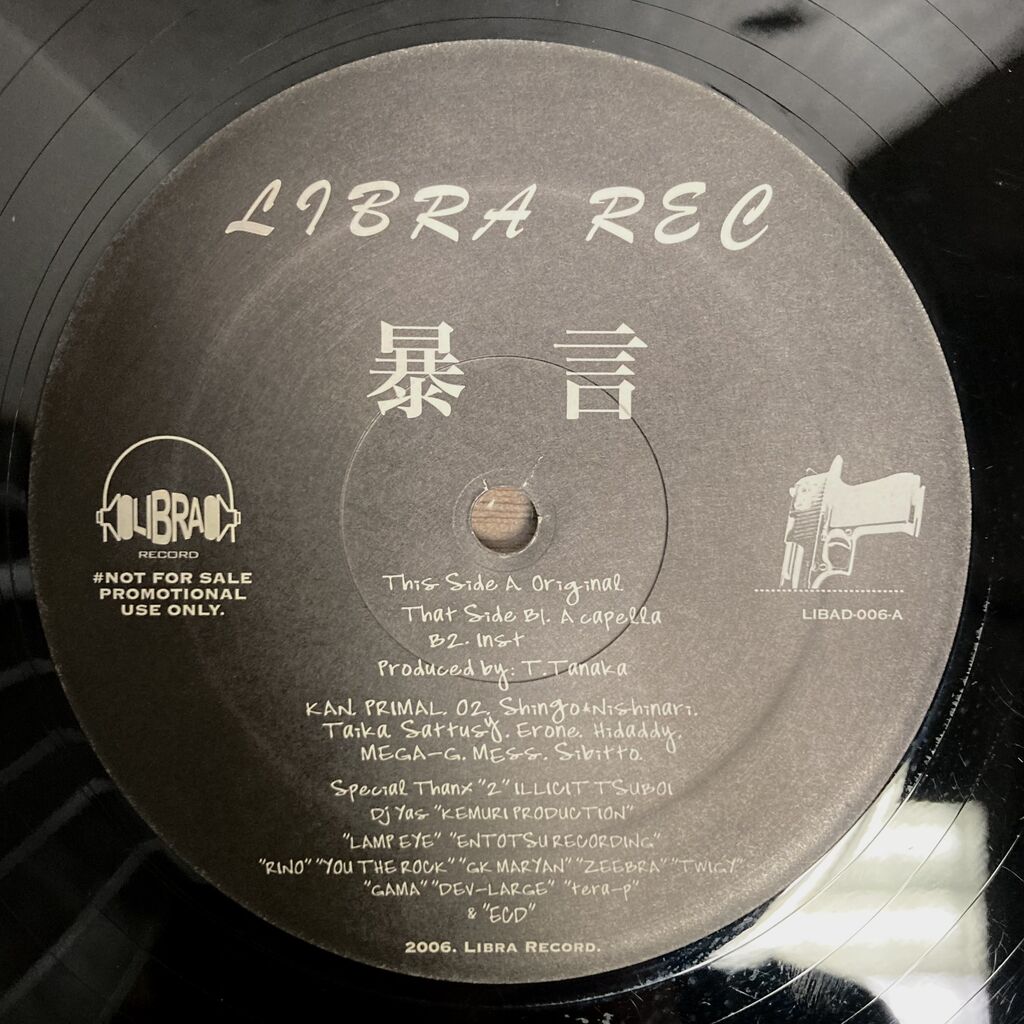 LIBRA REC
暴言
LIBRA
RECORD
#NOT FOR SALE
PROMOTIONAL
USE ONLY.
LIBAD-006-A
This Side A Original
That Side B1. A capella
B2. Inst
Produced by: T.Tanaka
KAN. PRIMAL. O2. Shingo★Nishinari.
Taika Sattusy. Erone. Hidaddy.
MEGA-G. MESS. Sibitto.
Special Thanx "2" ILLICIT TSUBOI
Dj Yas "KEMURI PRODUCTION"
"LAMP EYE" "ENTOTSU RECORDING"
"RINO" "YOU THE ROCK" "GK MARYAN" "ZEEBRA" "TWIGY"
"GAMA" "DEV-LARGE" "tera-p"
& "ECD"
2006. LIBRA RECORD.